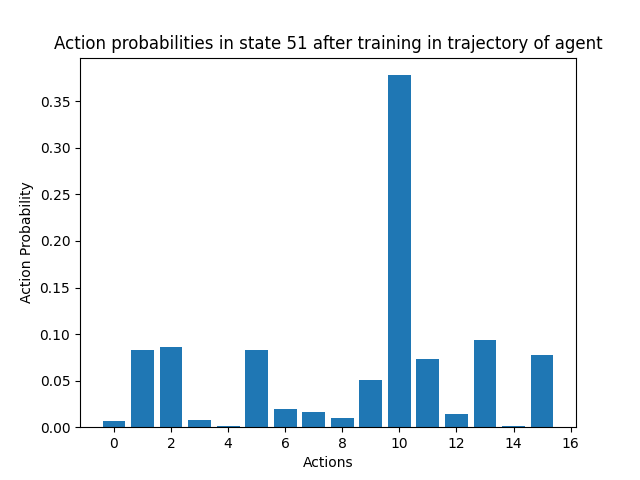 Action probabilities in state 51 after training in trajectory of agent
Action Probability
0.35
0.30
0.25
0.20
0.15
0.10
0.05
0.00
0 2 4 6 8 10 12 14 16
Actions